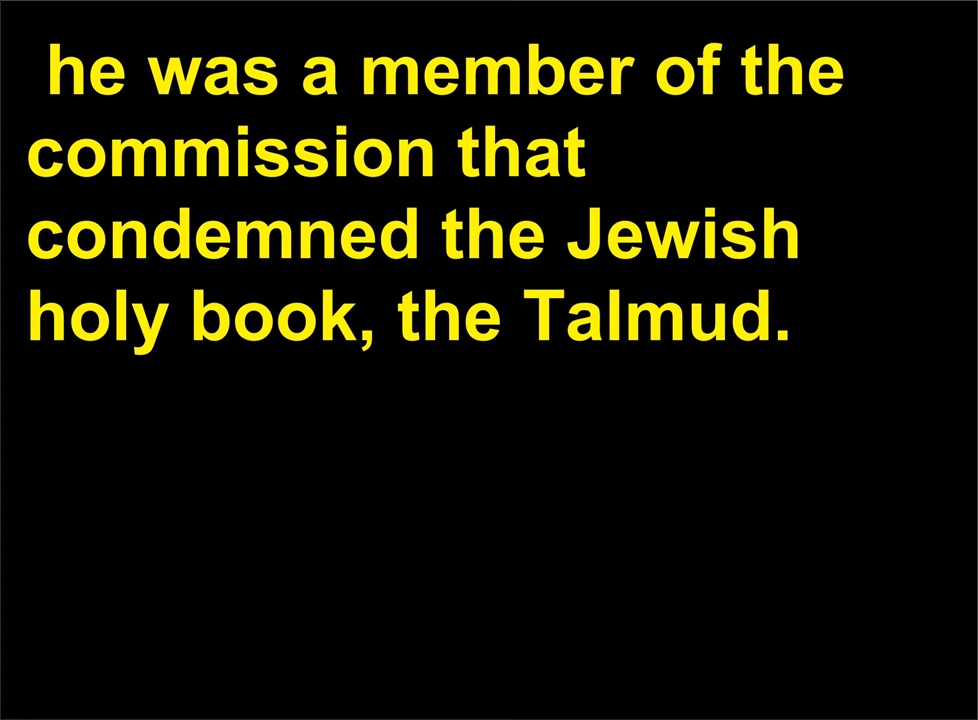 he was a member of the
commission that
condemned the Jewish
holy book, the Talmud.